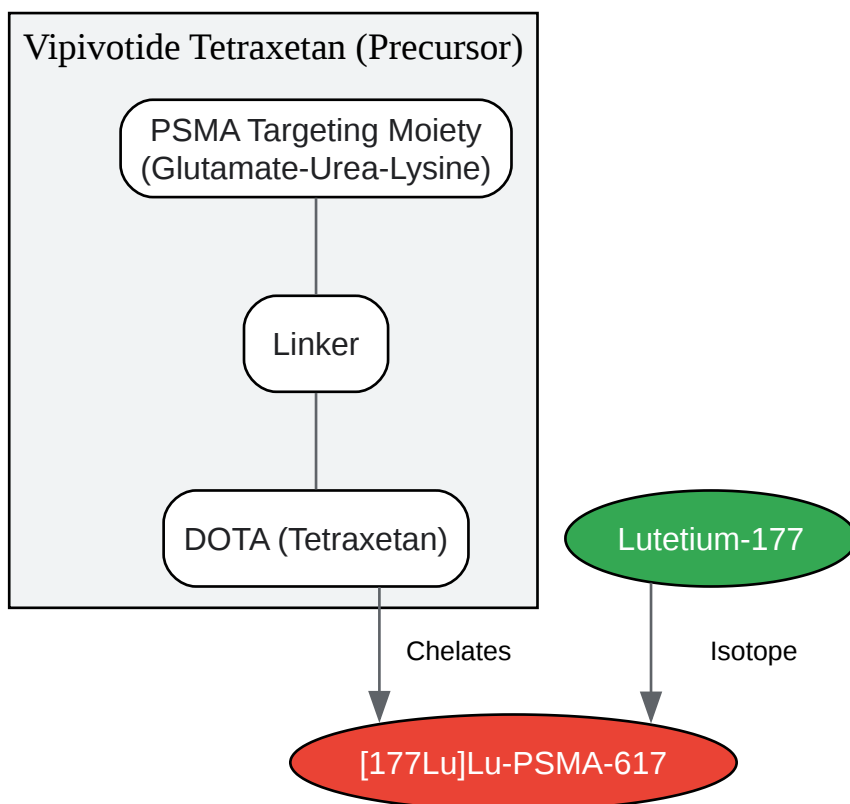 Vipivotide Tetraxetan (Precursor)
PSMA Targeting Moiety
(Glutamate-Urea-Lysine)
Linker
DOTA (Tetraxetan)
Lutetium-177
Chelates
Isotope
[177Lu]Lu-PSMA-617